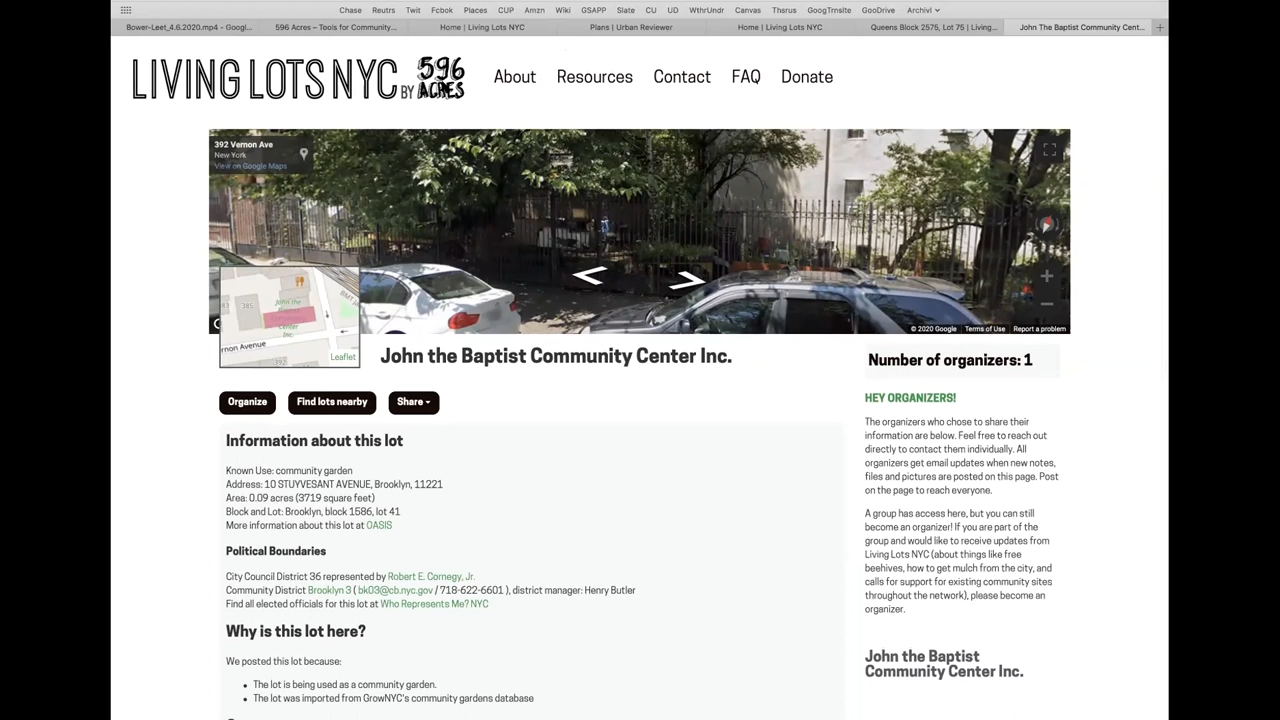 Chase Reutrs Twit Fcbok Places CUP Amzn Wiki GSAPP Slate CU UD WthrUndr Canvas Thsrus GoogTrnslte GooDrive Archivl
Bower-Leet_4.6.2020.mp4 - Googl... 596 Acres – Tools for Community... Home | Living Lots NYC Plans | Urban Reviewer Home | Living Lots NYC Queens Block 2575, Lot 75 | Living... John The Baptist Community Cent...
LIVING LOTS NYC BY 596 ACRES About Resources Contact FAQ Donate
392 Vernon Ave
New York
View on Google Maps
John the
Inc.
385
BMT
Vernon Avenue
392
Leaflet
© 2020 Google Terms of Use Report a problem
John the Baptist Community Center Inc.
Number of organizers: 1
Organize Find lots nearby Share
Information about this lot
Known Use: community garden
Address: 10 STUYVESANT AVENUE, Brooklyn, 11221
Area: 0.09 acres (3719 square feet)
Block and Lot: Brooklyn, block 1586, lot 41
More information about this lot at OASIS
Political Boundaries
City Council District 36 represented by Robert E. Cornegy, Jr.
Community District Brooklyn 3 ( bk03@cb.nyc.gov / 718-622-6601 ), district manager: Henry Butler
Find all elected officials for this lot at Who Represents Me? NYC
Why is this lot here?
We posted this lot because:
• The lot is being used as a community garden.
• The lot was imported from GrowNYC's community gardens database
HEY ORGANIZERS!
The organizers who chose to share their
information are below. Feel free to reach out
directly to contact them individually. All
organizers get email updates when new notes,
files and pictures are posted on this page. Post
on the page to reach everyone.
A group has access here, but you can still
become an organizer! If you are part of the
group and would like to receive updates from
Living Lots NYC (about things like free
beehives, how to get mulch from the city, and
calls for support for existing community sites
throughout the network), please become an
organizer.
John the Baptist
Community Center Inc.